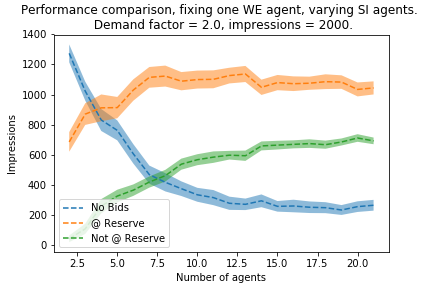 Performance comparison, fixing one WE agent, varying SI agents.
Demand factor = 2.0, impressions = 2000.
1400
1200
1000
800
600
400
200
0
Impressions
No Bids
@ Reserve
Not @ Reserve
2.5 5.0 7.5 10.0 12.5 15.0 17.5 20.0
Number of agents